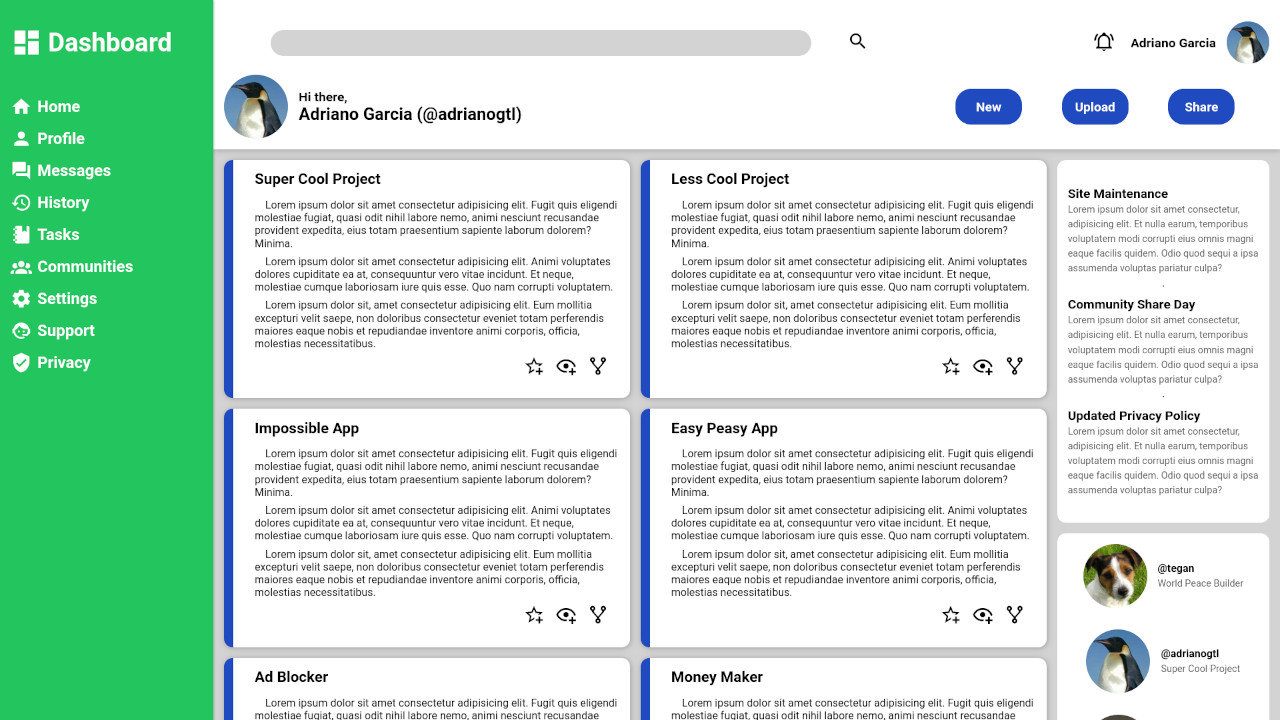 Dashboard
Home
Profile
Messages
History
Tasks
Communities
Settings
Support
Privacy
Adriano Garcia
Hi there,
Adriano Garcia (@adrianogtl)
New
Upload
Share
Super Cool Project
Lorem ipsum dolor sit amet consectetur adipisicing elit. Fugit quis eligendi
molestiae fugiat, quasi odit nihil labore nemo, animi nesciunt recusandae
provident expedita, eius totam praesentium sapiente laborum dolorem?
Minima.
Lorem ipsum dolor sit amet consectetur adipisicing elit. Animi voluptates
dolores cupiditate ea at, consequuntur vero vitae incidunt. Et neque,
molestiae cumque laboriosam iure quis esse. Quo nam corrupti voluptatem.
Lorem ipsum dolor sit, amet consectetur adipisicing elit. Eum mollitia
excepturi velit saepe, non doloribus consectetur eveniet totam perferendis
maiores eaque nobis et repudiandae inventore animi corporis, officia,
molestias necessitatibus.
Less Cool Project
Lorem ipsum dolor sit amet consectetur adipisicing elit. Fugit quis eligendi
molestiae fugiat, quasi odit nihil labore nemo, animi nesciunt recusandae
provident expedita, eius totam praesentium sapiente laborum dolorem?
Minima.
Lorem ipsum dolor sit amet consectetur adipisicing elit. Animi voluptates
dolores cupiditate ea at, consequuntur vero vitae incidunt. Et neque,
molestiae cumque laboriosam iure quis esse. Quo nam corrupti voluptatem.
Lorem ipsum dolor sit, amet consectetur adipisicing elit. Eum mollitia
excepturi velit saepe, non doloribus consectetur eveniet totam perferendis
maiores eaque nobis et repudiandae inventore animi corporis, officia,
molestias necessitatibus.
Impossible App
Lorem ipsum dolor sit amet consectetur adipisicing elit. Fugit quis eligendi
molestiae fugiat, quasi odit nihil labore nemo, animi nesciunt recusandae
provident expedita, eius totam praesentium sapiente laborum dolorem?
Minima.
Lorem ipsum dolor sit amet consectetur adipisicing elit. Animi voluptates
dolores cupiditate ea at, consequuntur vero vitae incidunt. Et neque,
molestiae cumque laboriosam iure quis esse. Quo nam corrupti voluptatem.
Lorem ipsum dolor sit, amet consectetur adipisicing elit. Eum mollitia
excepturi velit saepe, non doloribus consectetur eveniet totam perferendis
maiores eaque nobis et repudiandae inventore animi corporis, officia,
molestias necessitatibus.
Easy Peasy App
Lorem ipsum dolor sit amet consectetur adipisicing elit. Fugit quis eligendi
molestiae fugiat, quasi odit nihil labore nemo, animi nesciunt recusandae
provident expedita, eius totam praesentium sapiente laborum dolorem?
Minima.
Lorem ipsum dolor sit amet consectetur adipisicing elit. Animi voluptates
dolores cupiditate ea at, consequuntur vero vitae incidunt. Et neque,
molestiae cumque laboriosam iure quis esse. Quo nam corrupti voluptatem.
Lorem ipsum dolor sit, amet consectetur adipisicing elit. Eum mollitia
excepturi velit saepe, non doloribus consectetur eveniet totam perferendis
maiores eaque nobis et repudiandae inventore animi corporis, officia,
molestias necessitatibus.
Ad Blocker
Lorem ipsum dolor sit amet consectetur adipisicing elit. Fugit quis eligendi
molestiae fugiat, quasi odit nihil labore nemo, animi nesciunt recusandae
Money Maker
Lorem ipsum dolor sit amet consectetur adipisicing elit. Fugit quis eligendi
molestiae fugiat, quasi odit nihil labore nemo, animi nesciunt recusandae
Site Maintenance
Lorem ipsum dolor sit amet consectetur,
adipisicing elit. Et nulla earum, temporibus
voluptatem modi corrupti eius omnis magni
eaque facilis quidem. Odio quod sequi a ipsa
assumenda voluptas pariatur culpa?
.
Community Share Day
Lorem ipsum dolor sit amet consectetur,
adipisicing elit. Et nulla earum, temporibus
voluptatem modi corrupti eius omnis magni
eaque facilis quidem. Odio quod sequi a ipsa
assumenda voluptas pariatur culpa?
.
Updated Privacy Policy
Lorem ipsum dolor sit amet consectetur,
adipisicing elit. Et nulla earum, temporibus
voluptatem modi corrupti eius omnis magni
eaque facilis quidem. Odio quod sequi a ipsa
assumenda voluptas pariatur culpa?
@tegan
World Peace Builder
@adrianogtl
Super Cool Project